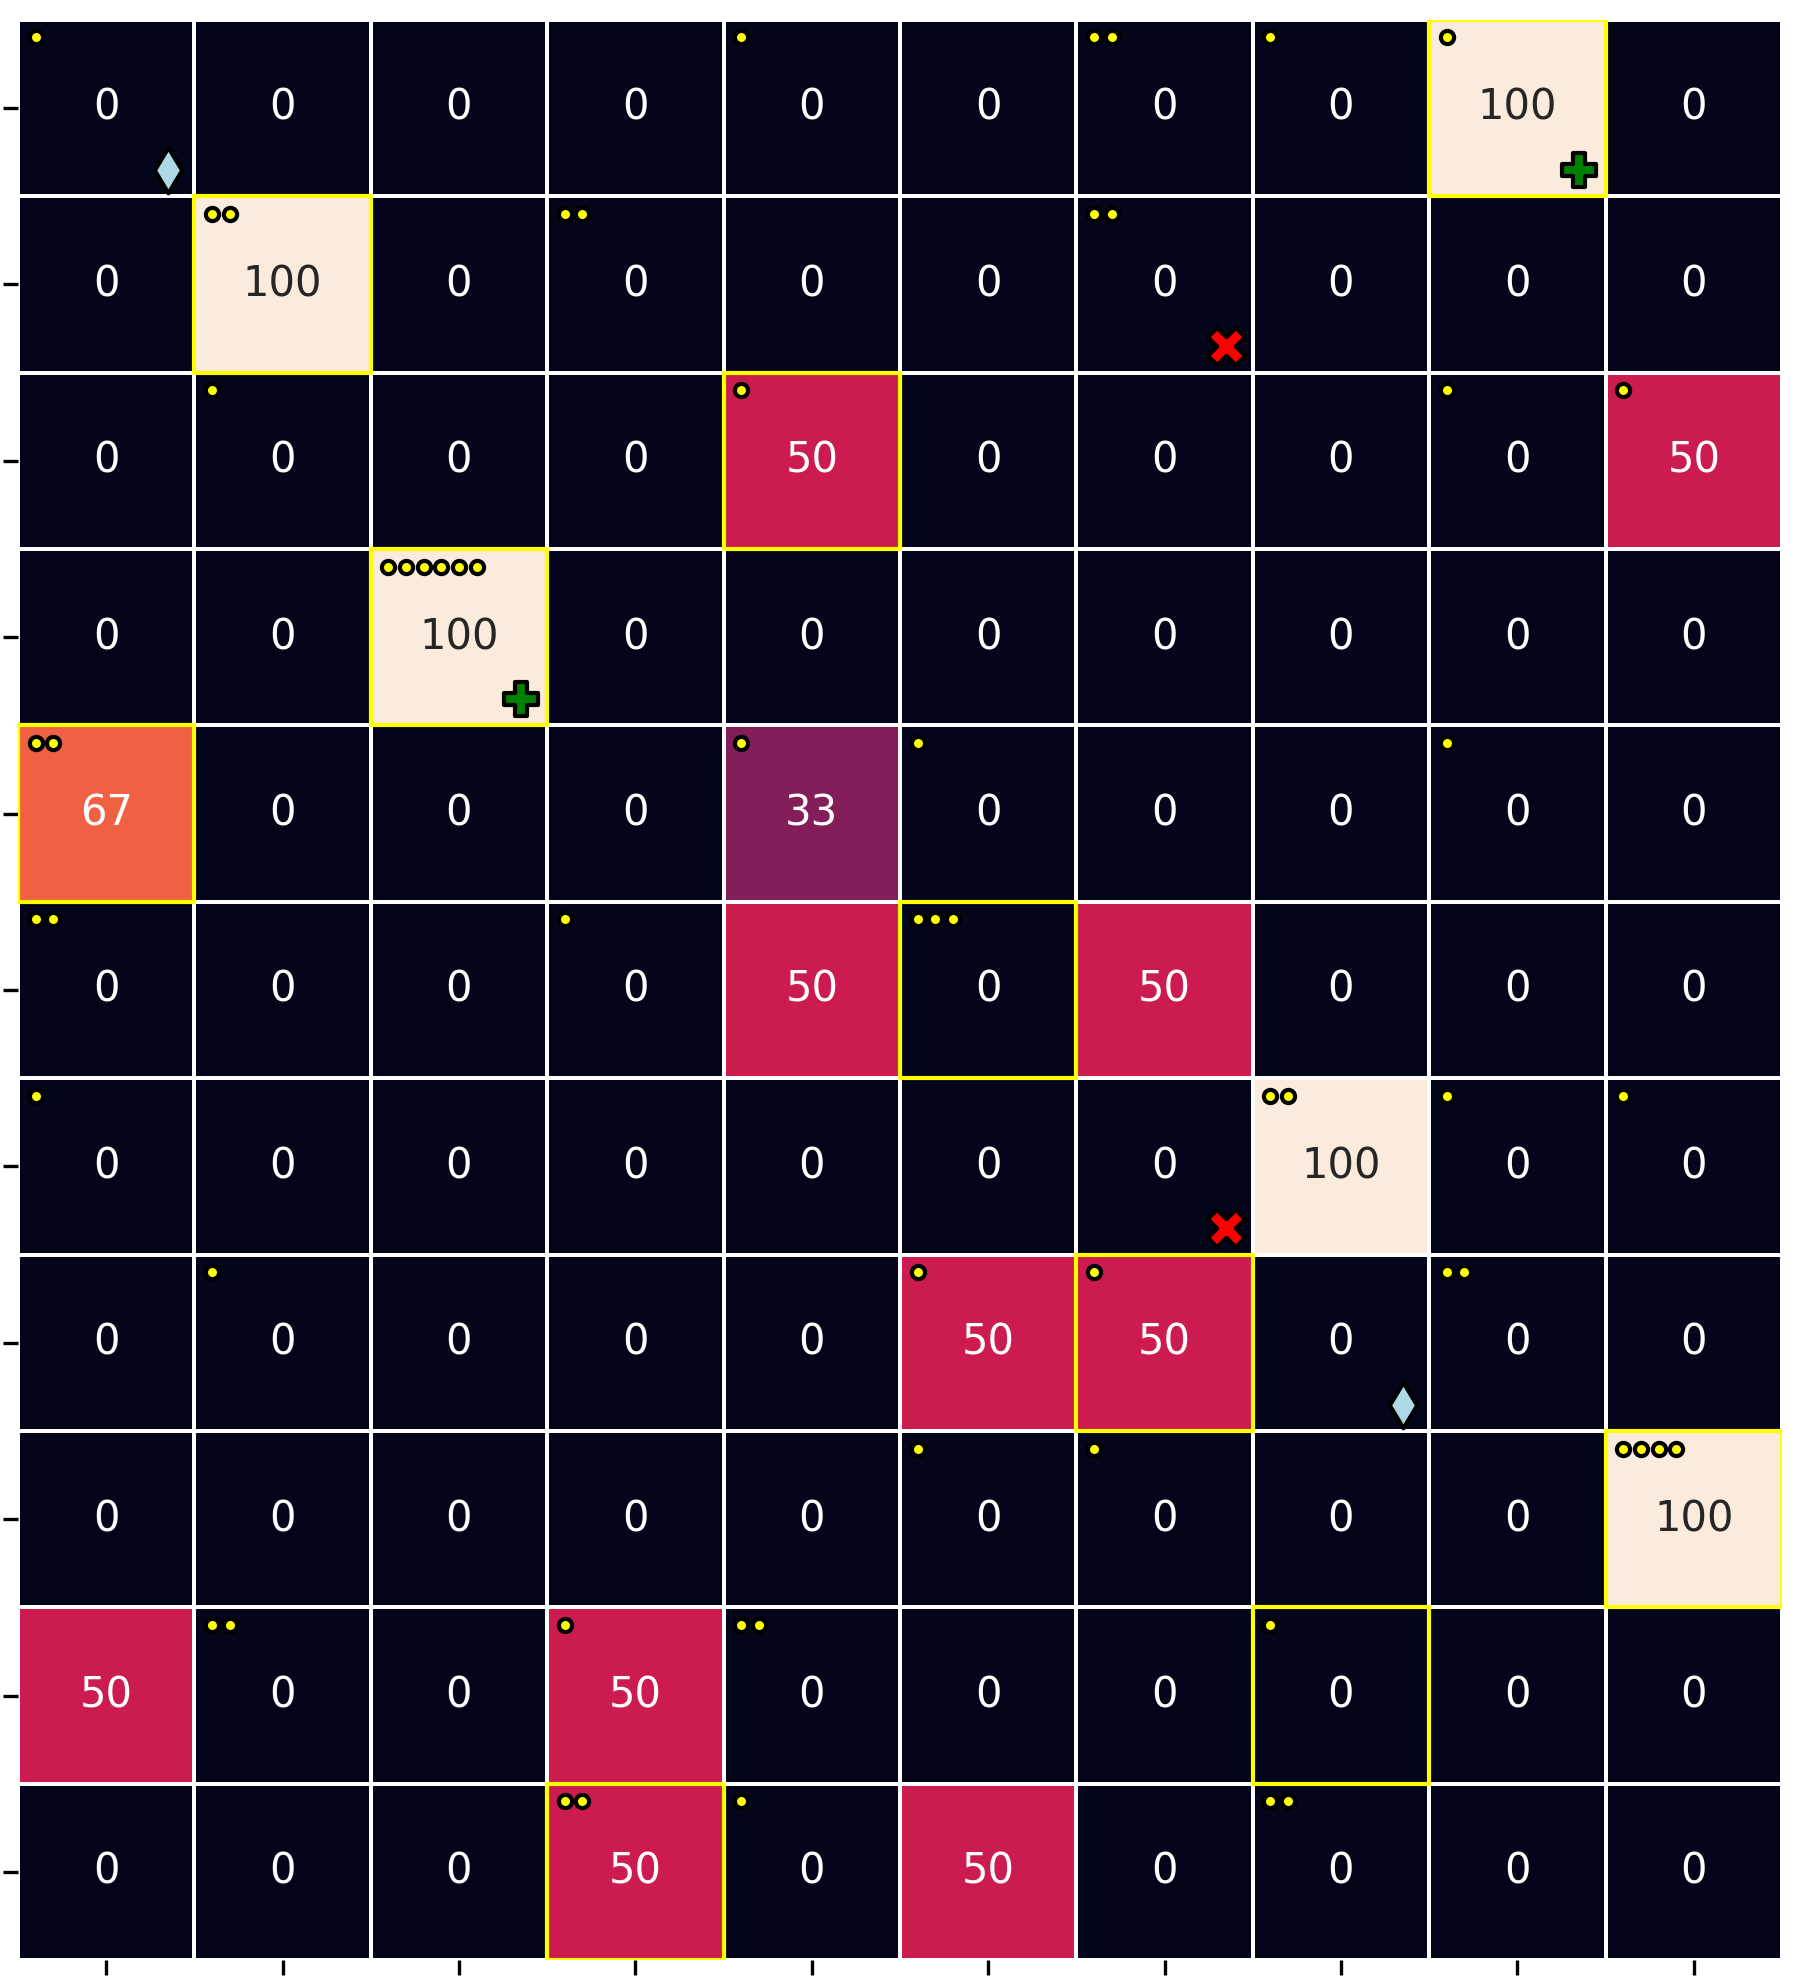 0 0 0 0 0 0 0 0 100 0
0 100 0 0 0 0 0 0 0 0
0 0 0 0 50 0 0 0 0 50
0 0 100 0 0 0 0 0 0 0
67 0 0 0 33 0 0 0 0 0
0 0 0 0 50 0 50 0 0 0
0 0 0 0 0 0 0 100 0 0
0 0 0 0 0 50 50 0 0 0
0 0 0 0 0 0 0 0 0 100
50 0 0 50 0 0 0 0 0 0
0 0 0 50 0 50 0 0 0 0